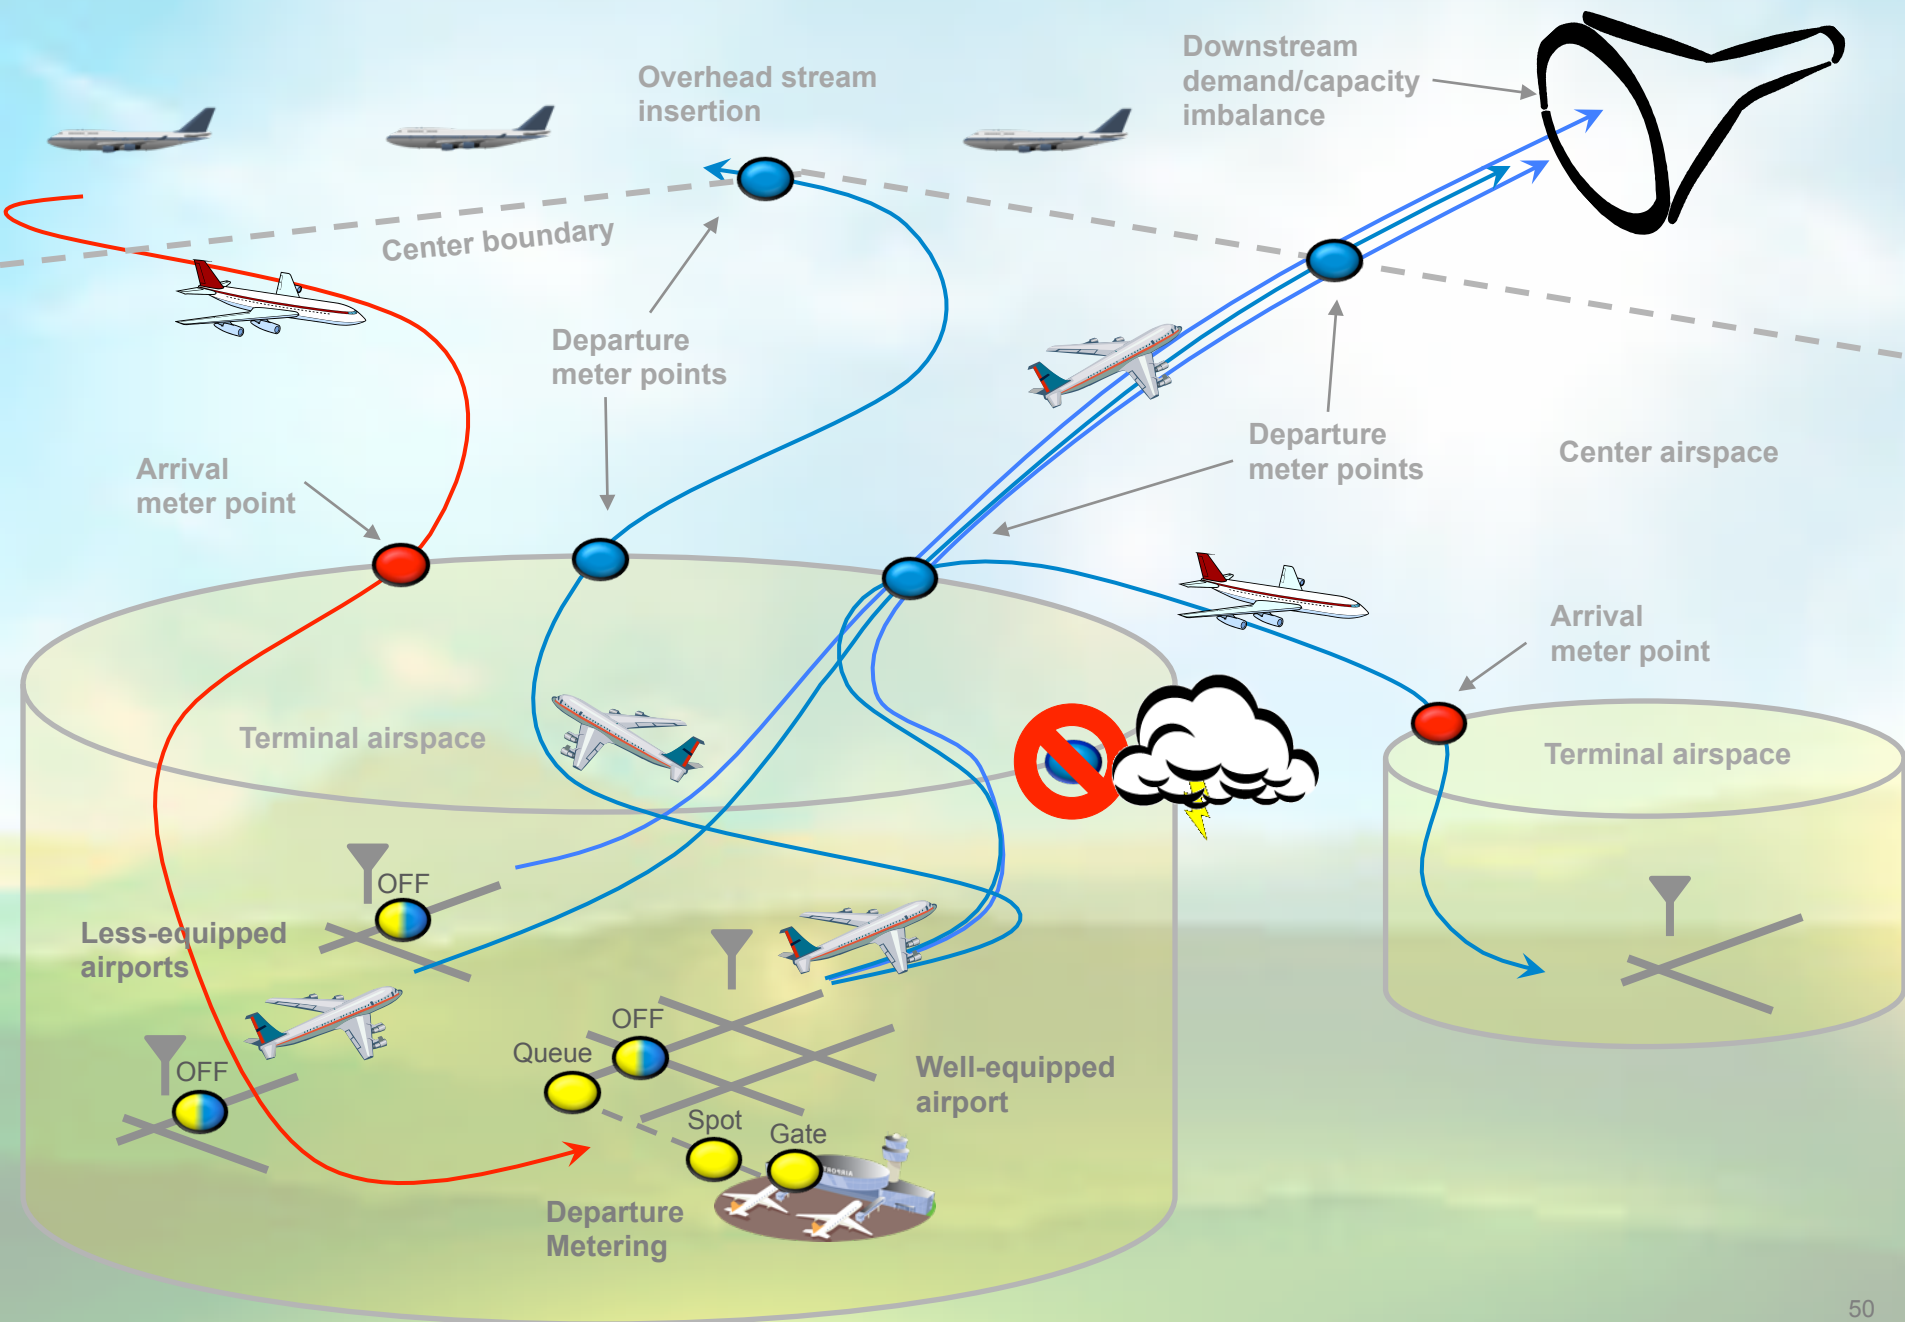 Overhead stream
insertion
Downstream
demand/capacity
imbalance
Center boundary
Departure
meter points
Departure
meter points
Center airspace
Arrival
meter point
Arrival
meter point
Terminal airspace
Terminal airspace
OFF
Less-equipped
airports
OFF
OFF
Queue
Well-equipped
airport
Spot
Gate
AIRPORT
Departure
Metering
50